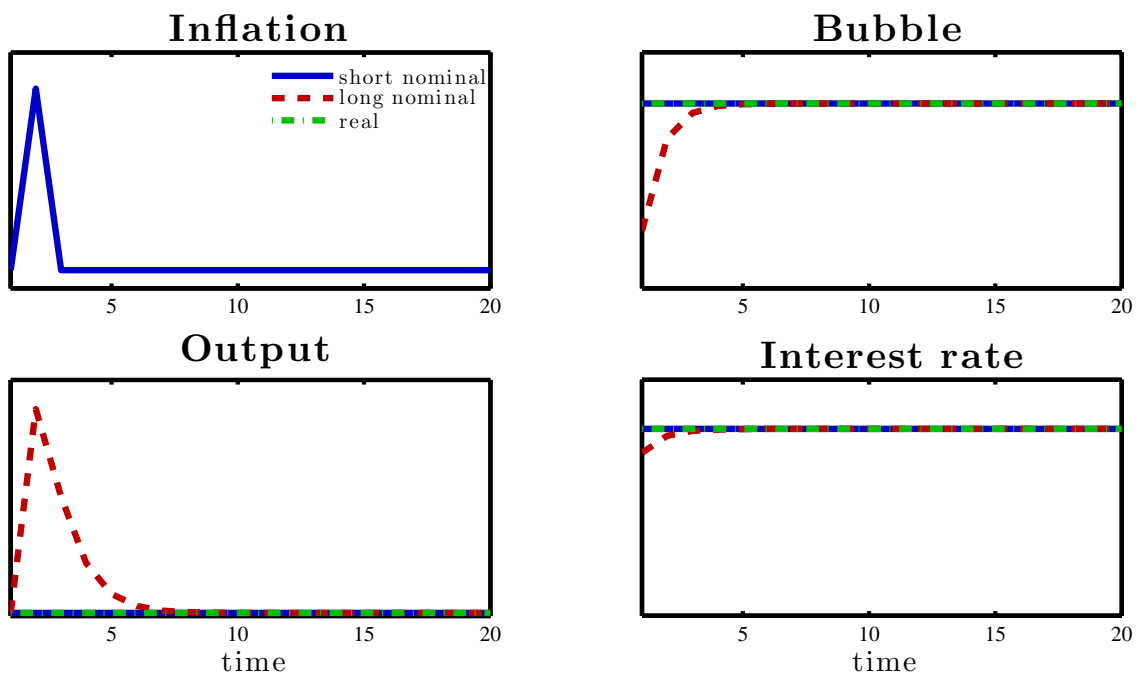 Inflation
short nominal
long nominal
real
5 10 15 20
Bubble
5 10 15 20
Output
5 10 15 20
time
Interest rate
5 10 15 20
time